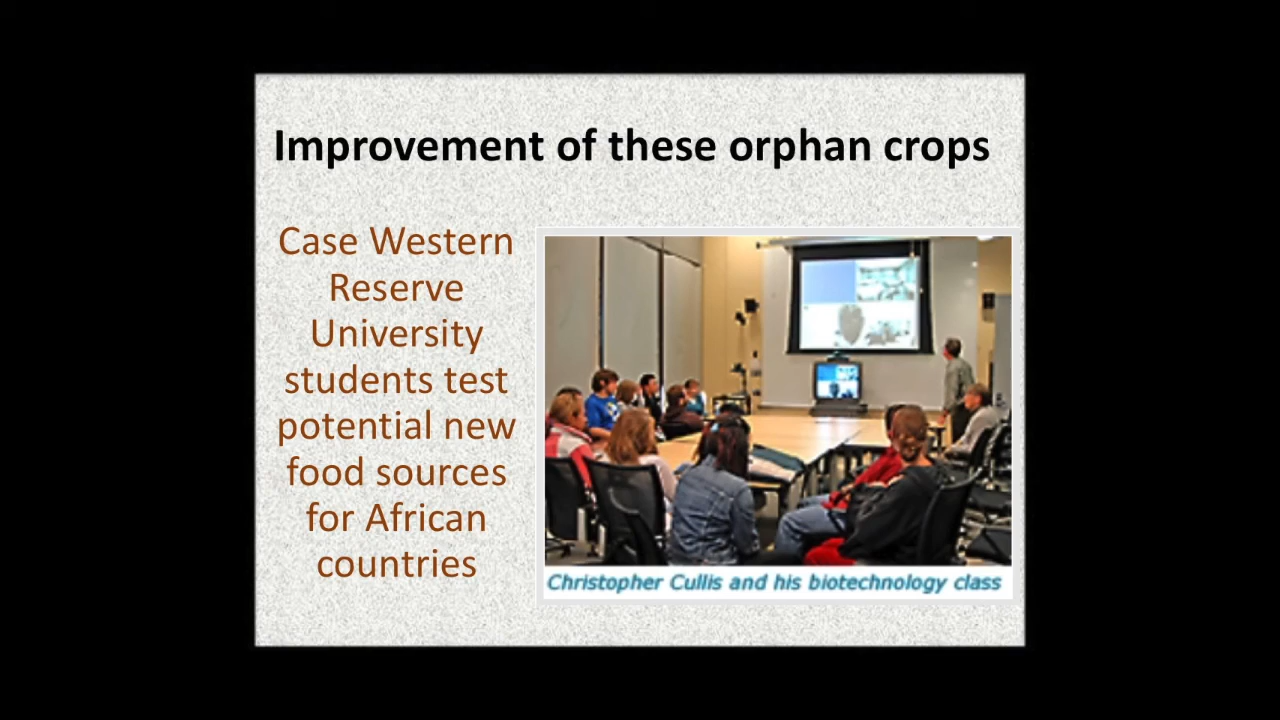 Improvement of these orphan crops
Case Western
Reserve
University
students test
potential new
food sources
for African
countries
Christopher Cullis and his biotechnology class